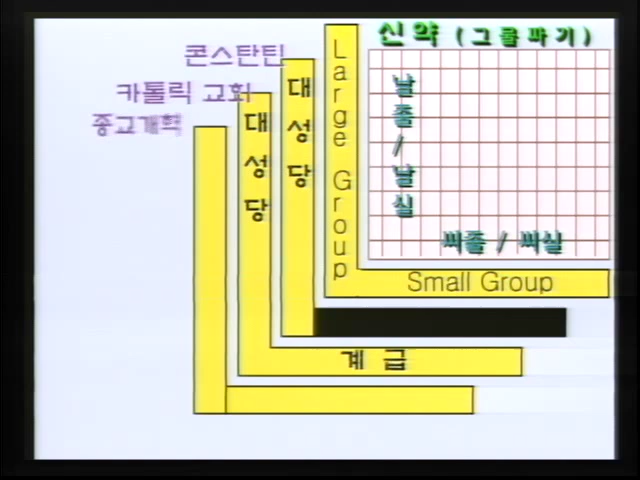 신약 (그물짜기)
콘스탄틴
카톨릭 교회
종교개혁
Large Group
대성당
대성당
날줄/날실
씨줄 / 씨실
Small Group
계급